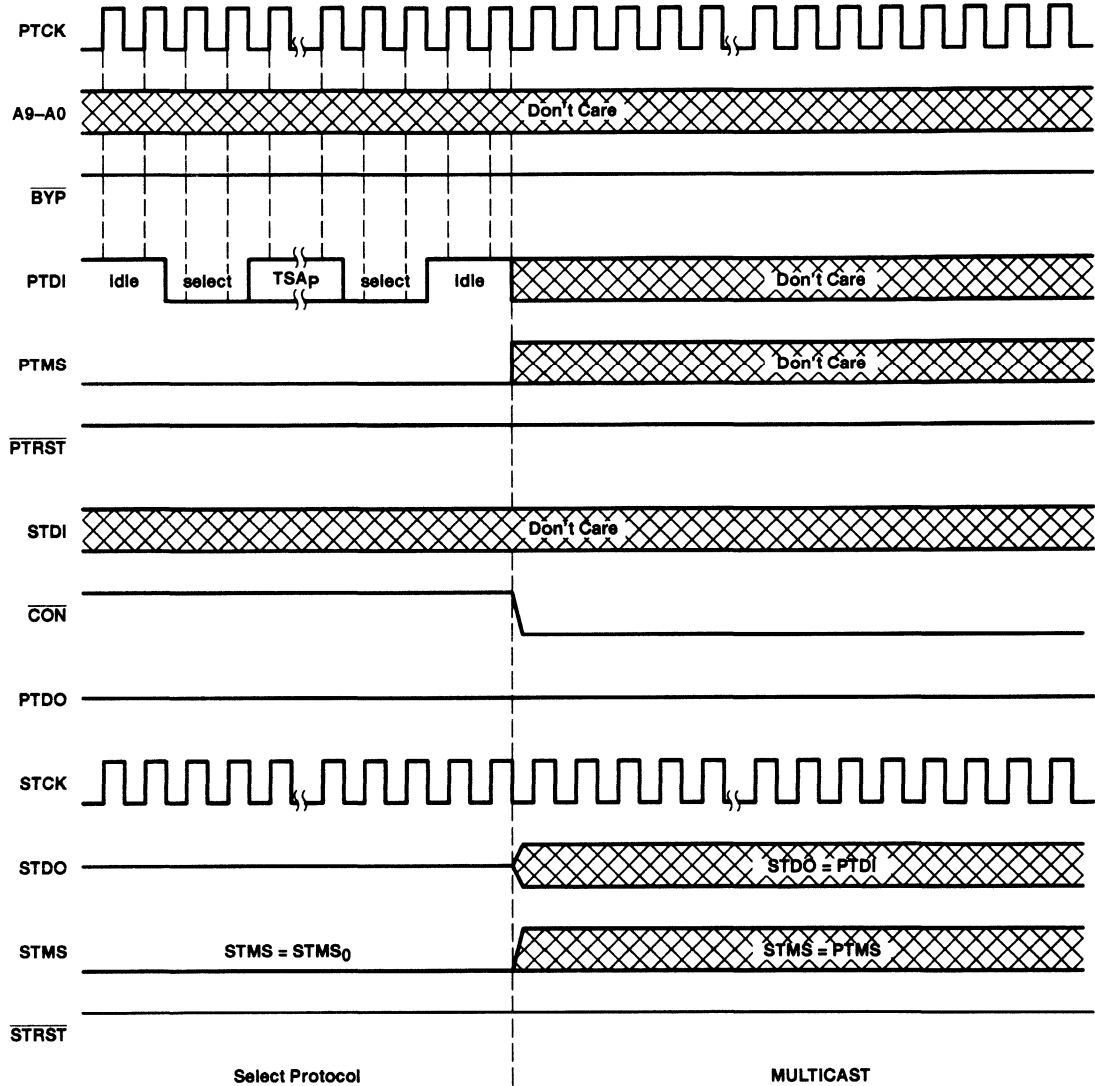 PTCK
A9–A0
Don't Care
BYP
PTDI
idle
select
TSAP
select
idle
Don't Care
PTMS
Don't Care
PTRST
STDI
Don't Care
CON
PTDO
STCK
STDO
STDO = PTDI
STMS
STMS = STMS0
STMS = PTMS
STRST
Select Protocol
MULTICAST